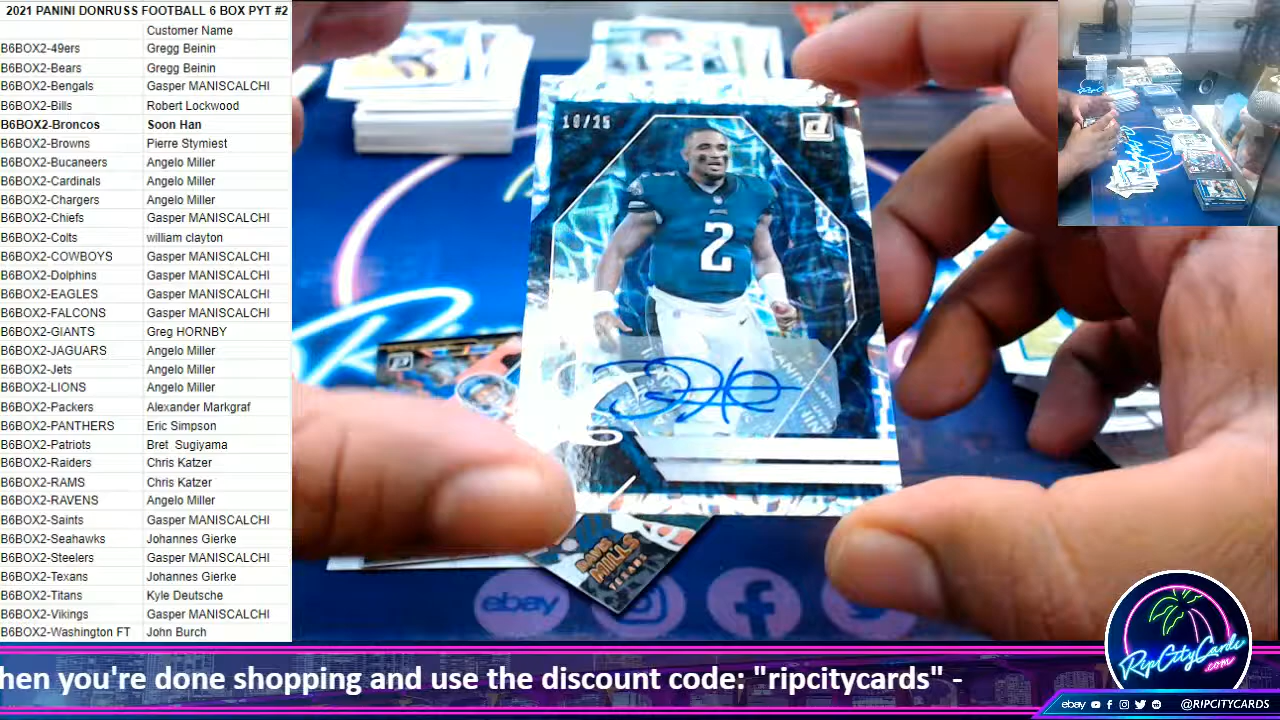 2021 PANINI DONRUSS FOOTBALL 6 BOX PYT #2
Customer Name
B6BOX2-49ers Gregg Beinin
B6BOX2-Bears Gregg Beinin
B6BOX2-Bengals Gasper MANISCALCHI
B6BOX2-Bills Robert Lockwood
B6BOX2-Broncos Soon Han
B6BOX2-Browns Pierre Stymiest
B6BOX2-Bucaneers Angelo Miller
B6BOX2-Cardinals Angelo Miller
B6BOX2-Chargers Angelo Miller
B6BOX2-Chiefs Gasper MANISCALCHI
B6BOX2-Colts william clayton
B6BOX2-COWBOYS Gasper MANISCALCHI
B6BOX2-Dolphins Gasper MANISCALCHI
B6BOX2-EAGLES Gasper MANISCALCHI
B6BOX2-FALCONS Gasper MANISCALCHI
B6BOX2-GIANTS Greg HORNBY
B6BOX2-JAGUARS Angelo Miller
B6BOX2-Jets Angelo Miller
B6BOX2-LIONS Angelo Miller
B6BOX2-Packers Alexander Markgraf
B6BOX2-PANTHERS Eric Simpson
B6BOX2-Patriots Bret Sugiyama
B6BOX2-Raiders Chris Katzer
B6BOX2-RAMS Chris Katzer
B6BOX2-RAVENS Angelo Miller
B6BOX2-Saints Gasper MANISCALCHI
B6BOX2-Seahawks Johannes Gierke
B6BOX2-Steelers Gasper MANISCALCHI
B6BOX2-Texans Johannes Gierke
B6BOX2-Titans Kyle Deutsche
B6BOX2-Vikings Gasper MANISCALCHI
B6BOX2-Washington FT John Burch
10/25
2
DAVIS
MILLS
TEXANS
ebay
hen you're done shopping and use the discount code; "ripcitycards" -
RipCityCards
.com
ebay @RIPCITYCARDS